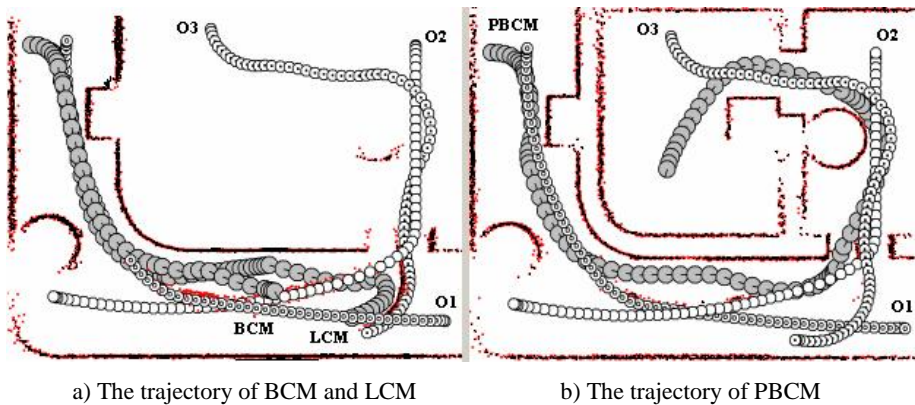 O3
O2
O1
BCM
LCM
PBCM
O3
O2
O1
a) The trajectory of BCM and LCM
b) The trajectory of PBCM